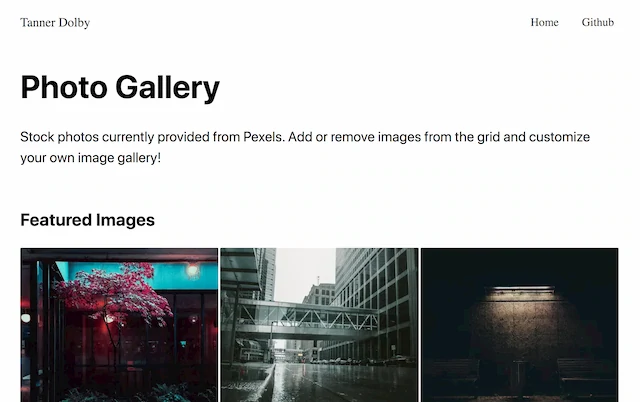 Tanner Dolby
Home
Github
Photo Gallery
Stock photos currently provided from Pexels. Add or remove images from the grid and customize
your own image gallery!
Featured Images